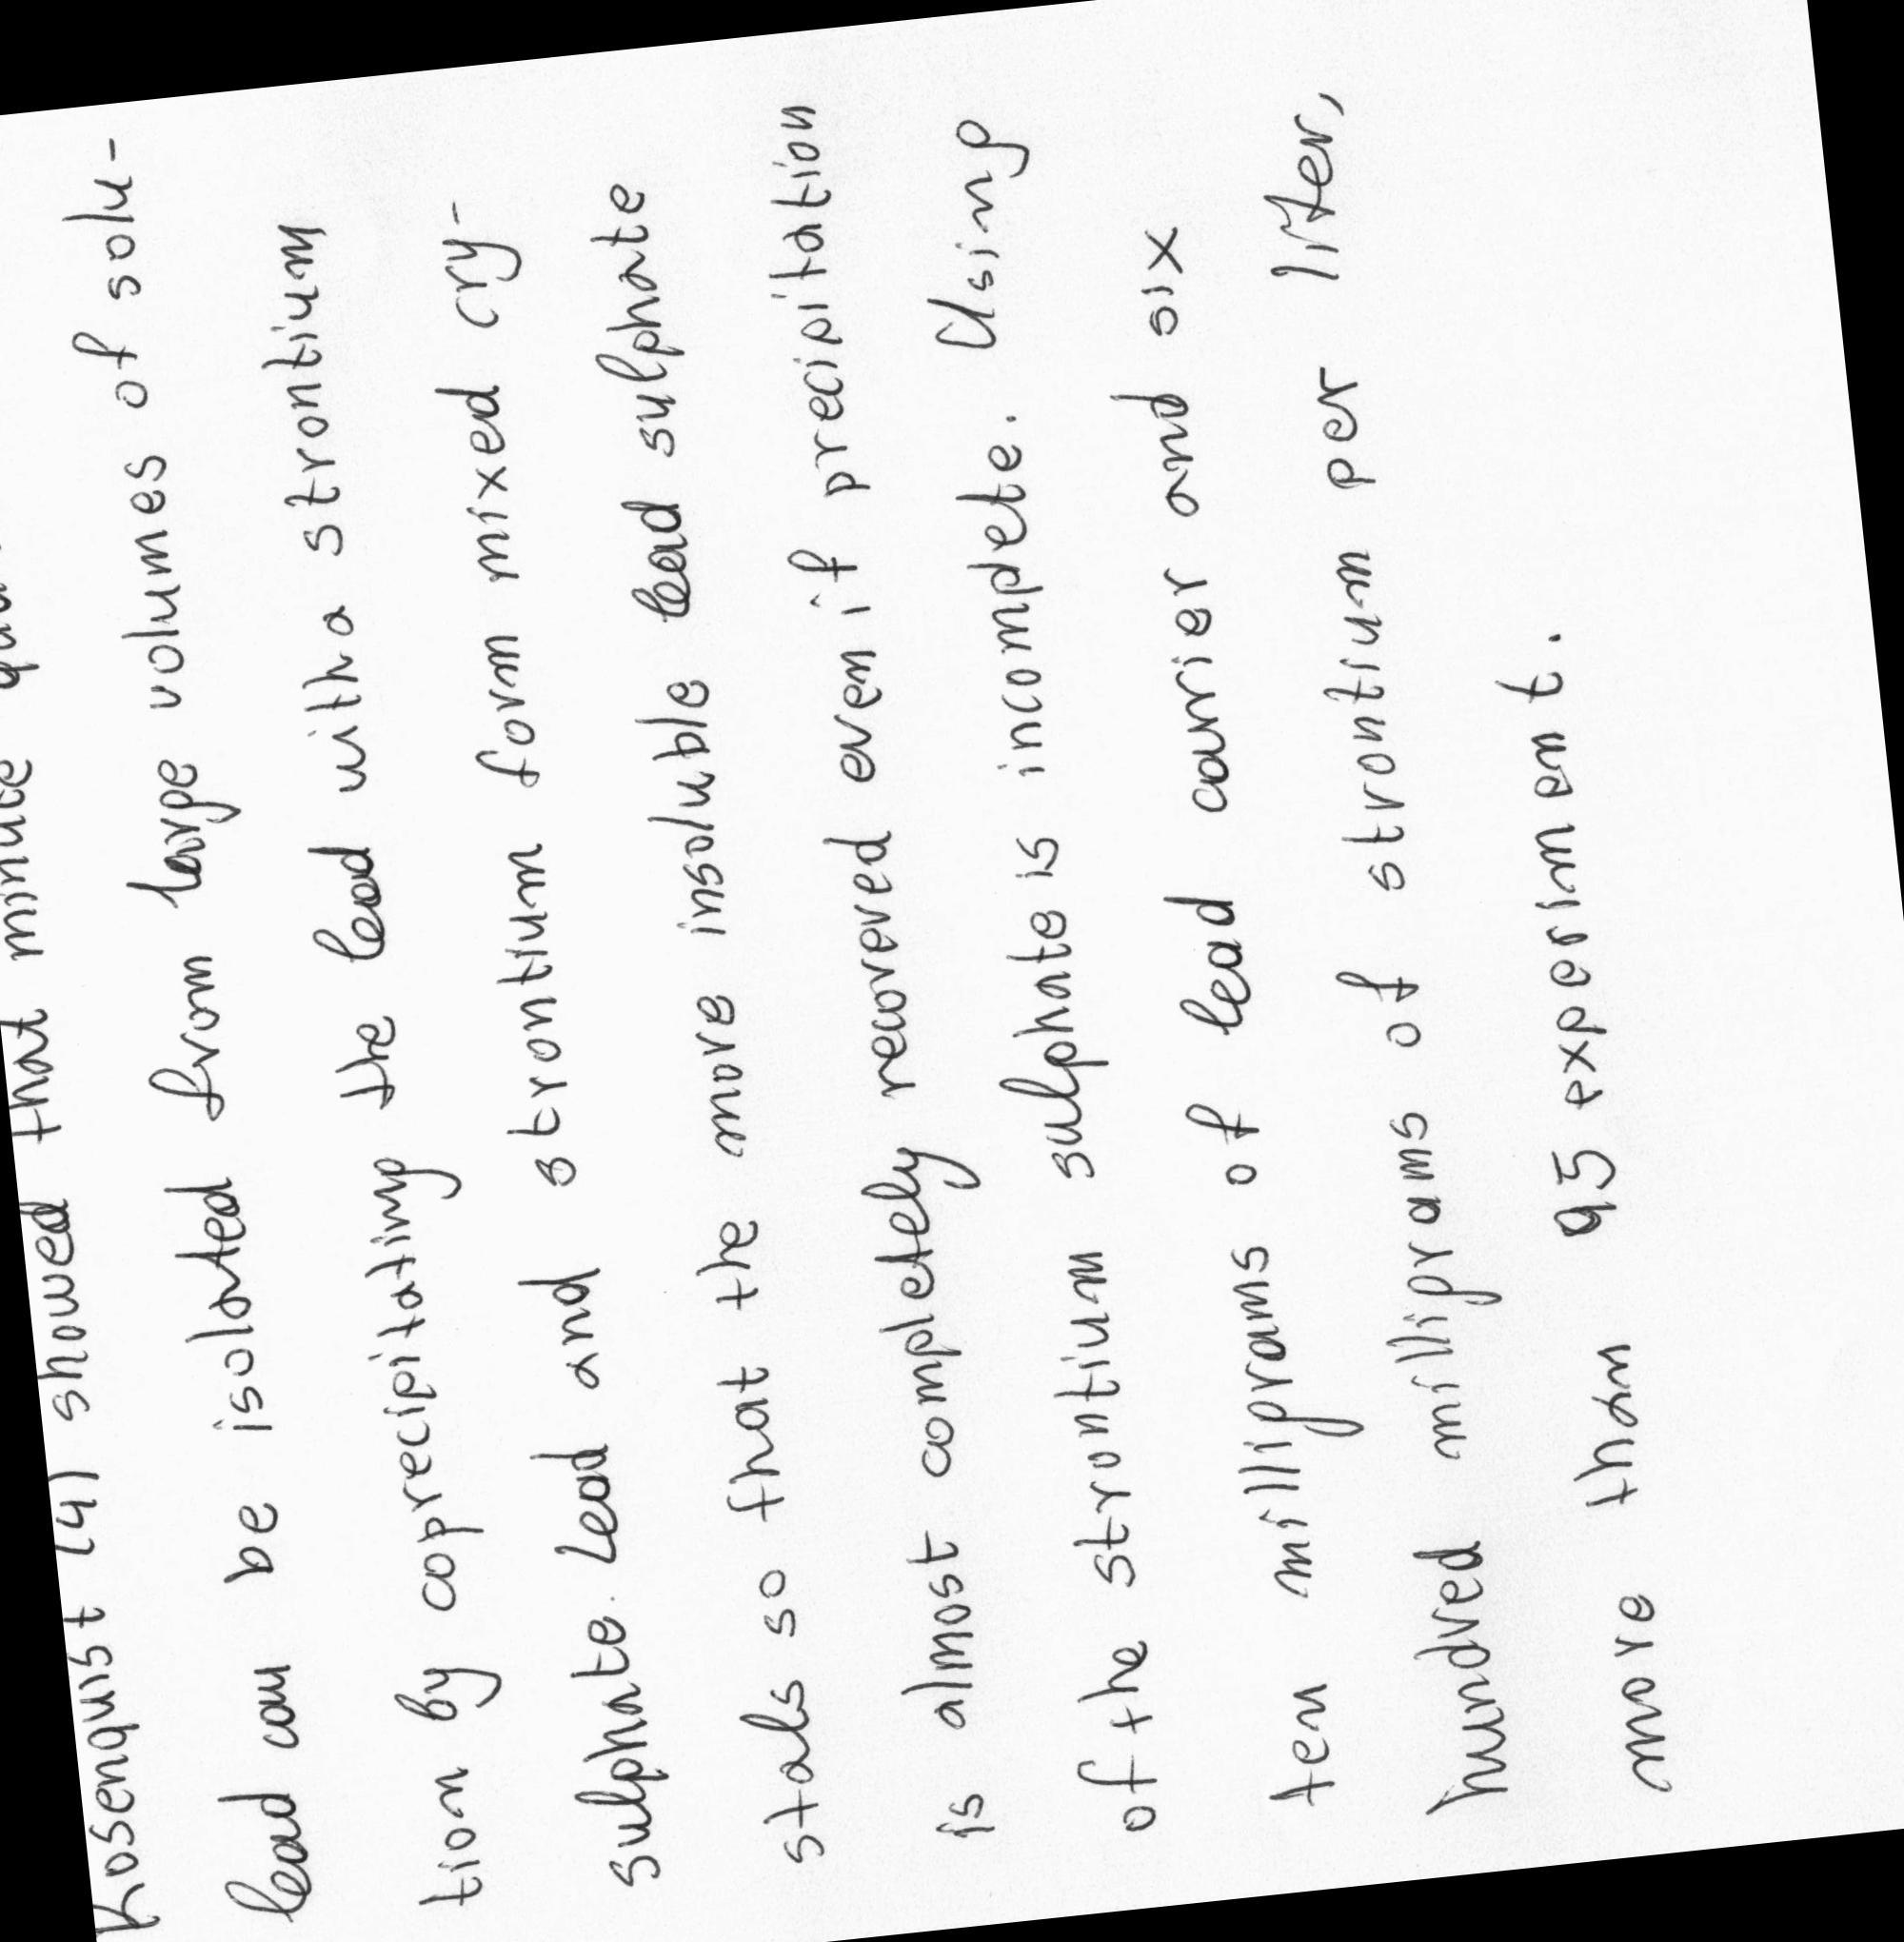 Rosenquist (4) showed that minute
lead can be isolated from large volumes of solu-
tion by coprecipitating the lead with a strontium
sulphate. Lead and strontium form mixed cry-
stals so that the more insoluble lead sulphate
is almost completely recovered even if precipitation
of the strontium sulphate is incomplete. Using
ten milligrams of lead carrier and six
hundred milligrams of strontium per liter,
more than 95 experiment.